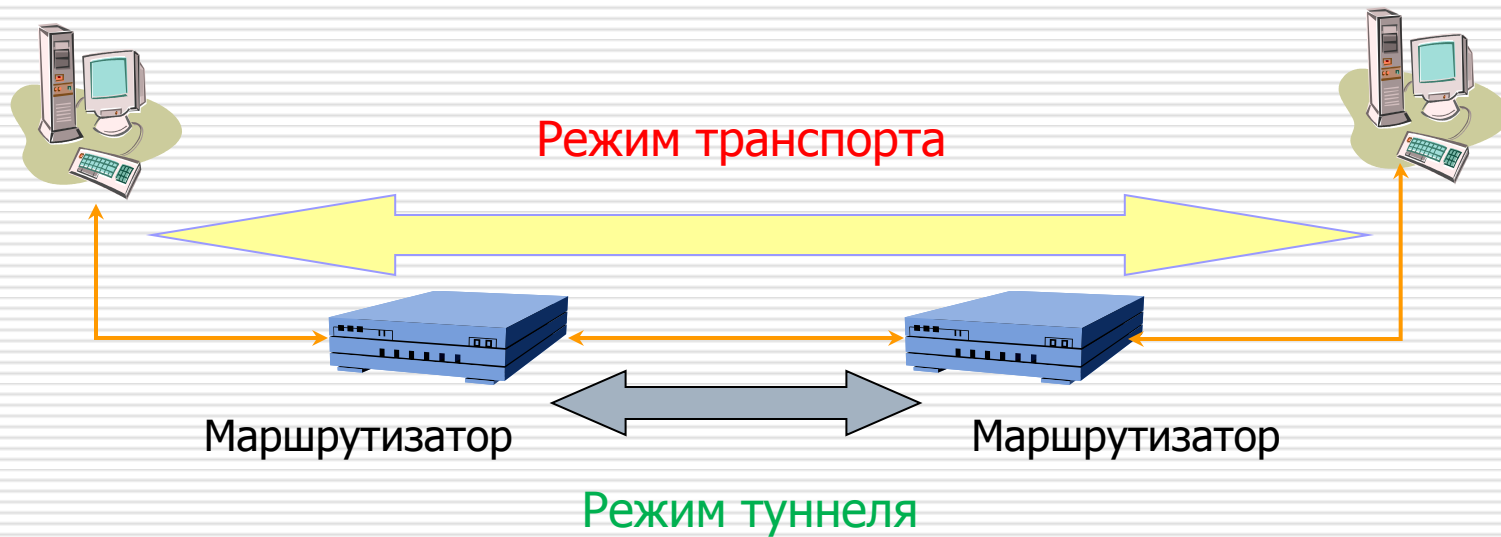 Режим транспорта
Маршрутизатор
Маршрутизатор
Режим туннеля